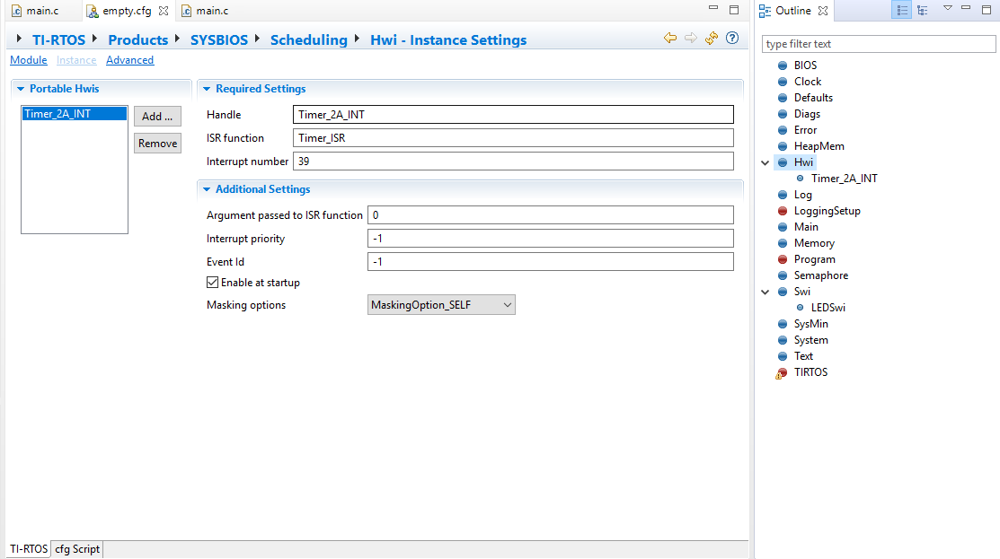 main.c
empty.cfg
main.c
TI-RTOS Products SYSBIOS Scheduling Hwi - Instance Settings
Module Instance Advanced
Portable Hwis
Timer_2A_INT
Add ...
Remove
Required Settings
Handle Timer_2A_INT
ISR function Timer_ISR
Interrupt number 39
Additional Settings
Argument passed to ISR function 0
Interrupt priority -1
Event Id -1
Enable at startup
Masking options MaskingOption_SELF
TI-RTOS cfg Script
Outline
type filter text
BIOS
Clock
Defaults
Diags
Error
HeapMem
Hwi
Timer_2A_INT
Log
LoggingSetup
Main
Memory
Program
Semaphore
Swi
LEDSwi
SysMin
System
Text
TIRTOS